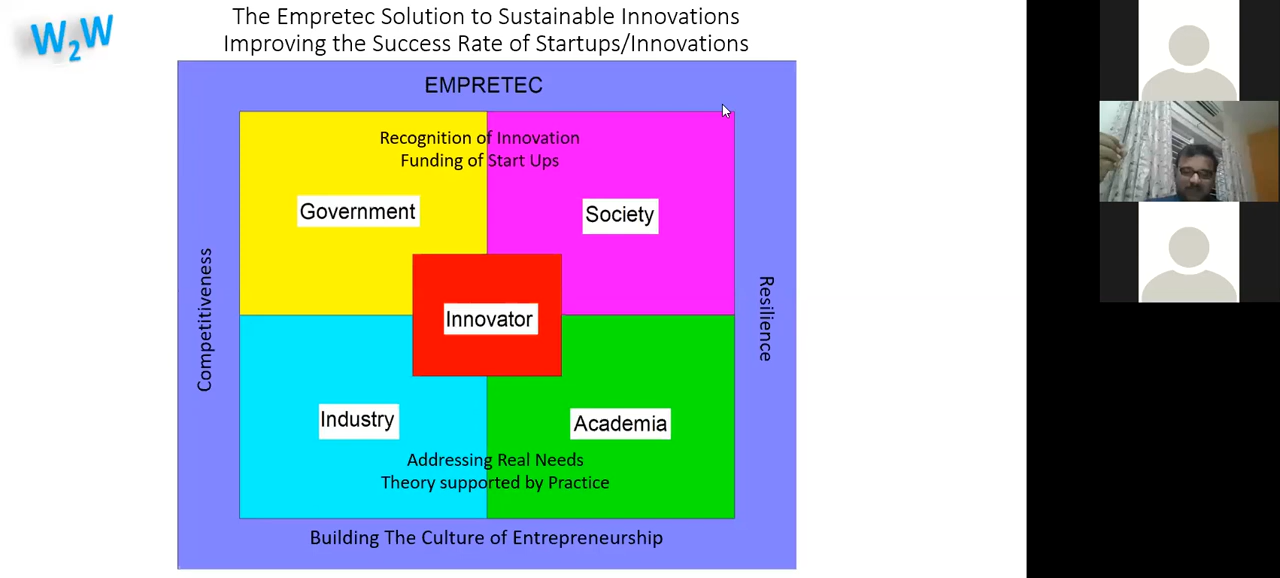 W2W
The Empretec Solution to Sustainable Innovations
Improving the Success Rate of Startups/Innovations
EMPRETEC
Recognition of Innovation
Funding of Start Ups
Government
Society
Competitiveness
Innovator
Resilience
Industry
Academia
Addressing Real Needs
Theory supported by Practice
Building The Culture of Entrepreneurship